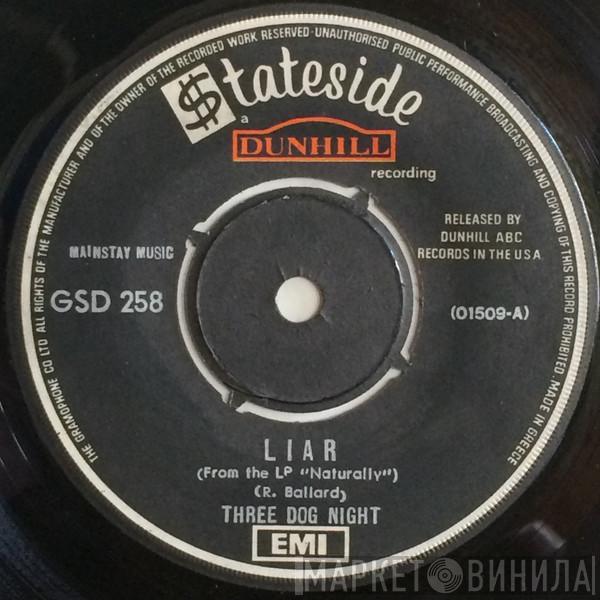 THE GRAMOPHONE CO LTD ALL RIGHTS OF THE MANUFACTURER AND OF THE OWNER OF THE RECORDED WORK RESERVED-UNAUTHORISED PUBLIC PERFORMANCE BROADCASTING AND COPYING OF THIS RECORD PROHIBITED. MADE IN GREECE
$tateside
a
DUNHILL
recording
MAINSTAY MUSIC
RELEASED BY
DUNHILL ABC
RECORDS IN THE U.S.A.
GSD 258
(01509-A)
LIAR
(From the LP "Naturally")
(R. Ballard)
THREE DOG NIGHT
EMI
МАРКЕТ ВИНИЛА